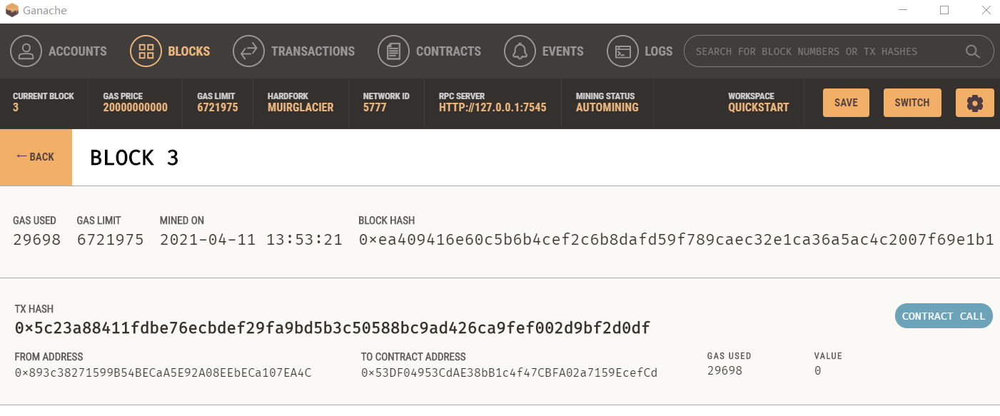 Ganache
ACCOUNTS BLOCKS TRANSACTIONS CONTRACTS EVENTS LOGS SEARCH FOR BLOCK NUMBERS OR TX HASHES
CURRENT BLOCK GAS PRICE GAS LIMIT HARDFORK NETWORK ID RPC SERVER MINING STATUS WORKSPACE
3 20000000000 6721975 MUIRGLACIER 5777 HTTP://127.0.0.1:7545 AUTOMINING QUICKSTART SAVE SWITCH
← BACK BLOCK 3
GAS USED GAS LIMIT MINED ON BLOCK HASH
29698 6721975 2021-04-11 13:53:21 0×ea409416e60c5b6b4cef2c6b8dafd59f789caec32e1ca36a5ac4c2007f69e1b1
TX HASH
0×5c23a88411fdbe76ecbdef29fa9bd5b3c50588bc9ad426ca9fef002d9bf2d0df CONTRACT CALL
FROM ADDRESS TO CONTRACT ADDRESS GAS USED VALUE
0×893c38271599B54BECaA5E92A08EEbECa107EA4C 0×53DF04953CdAE38bB1c4f47CBFA02a7159EcefCd 29698 0